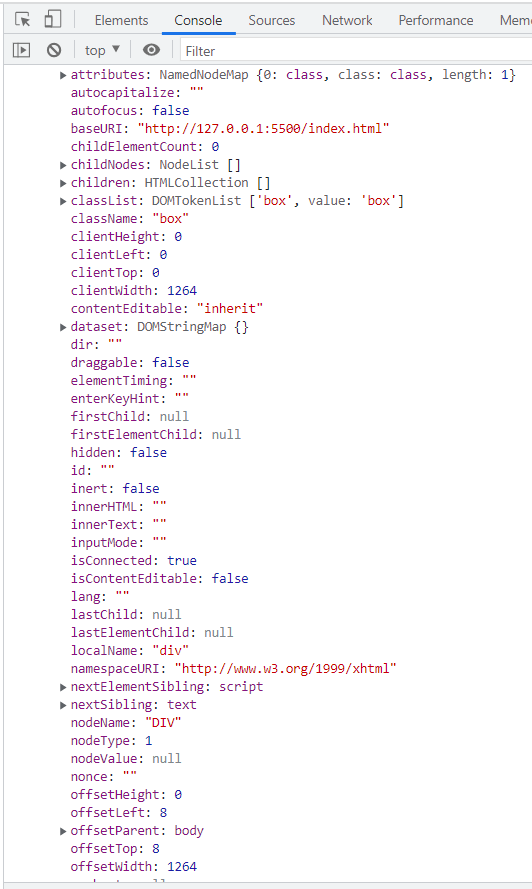 Elements Console Sources Network Performance Memo
top ▼ Filter
▶ attributes: NamedNodeMap {0: class, class: class, length: 1}
autocapitalize: ""
autofocus: false
baseURI: "http://127.0.0.1:5500/index.html"
childElementCount: 0
▶ childNodes: NodeList []
▶ children: HTMLCollection []
▶ classList: DOMTokenList ['box', value: 'box']
className: "box"
clientHeight: 0
clientLeft: 0
clientTop: 0
clientWidth: 1264
contentEditable: "inherit"
▶ dataset: DOMStringMap {}
dir: ""
draggable: false
elementTiming: ""
enterKeyHint: ""
firstChild: null
firstElementChild: null
hidden: false
id: ""
inert: false
innerHTML: ""
innerText: ""
inputMode: ""
isConnected: true
isContentEditable: false
lang: ""
lastChild: null
lastElementChild: null
localName: "div"
namespaceURI: "http://www.w3.org/1999/xhtml"
▶ nextElementSibling: script
▶ nextSibling: text
nodeName: "DIV"
nodeType: 1
nodeValue: null
nonce: ""
offsetHeight: 0
offsetLeft: 8
▶ offsetParent: body
offsetTop: 8
offsetWidth: 1264